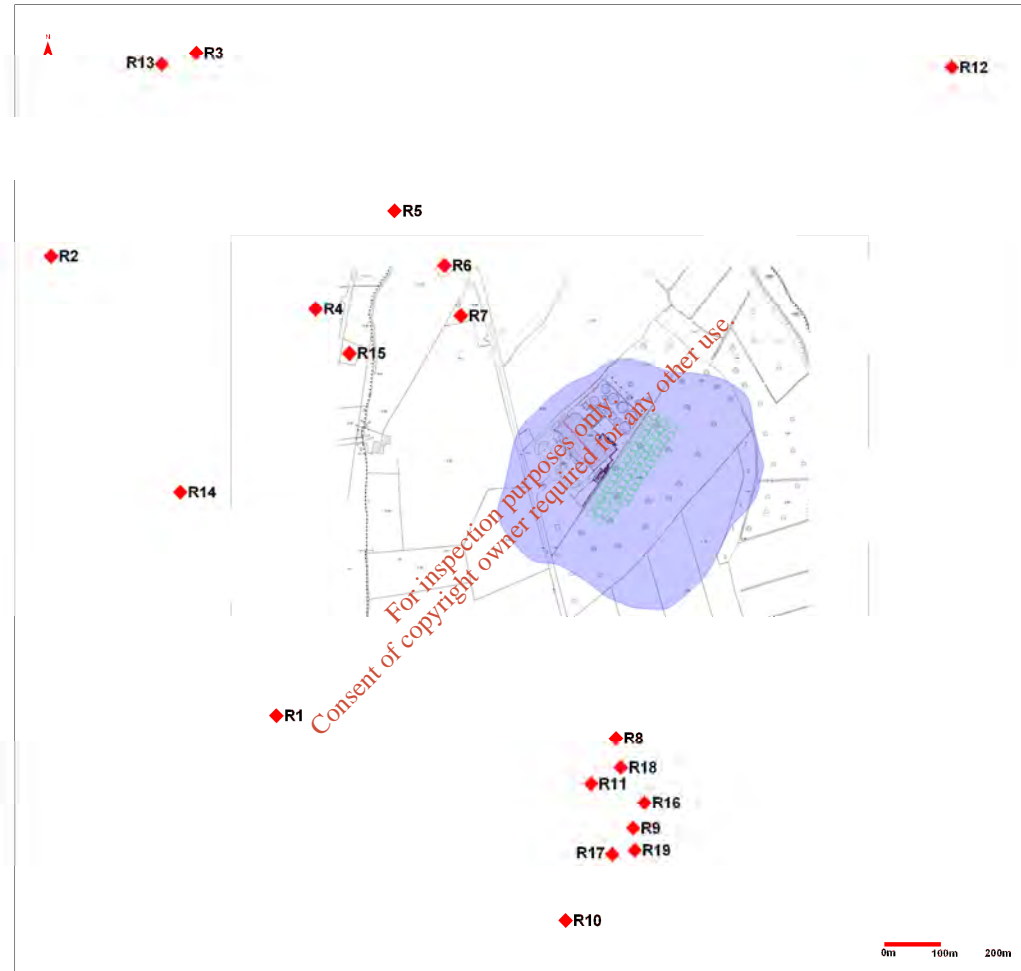 N
R3
R13
R12
R5
R2
R6
R4
R7
R15
R14
For inspection purposes only.
Consent of copyright owner required for any other use.
R1
R8
R18
R11
R16
R9
R17
R19
R10
0m 100m 200m